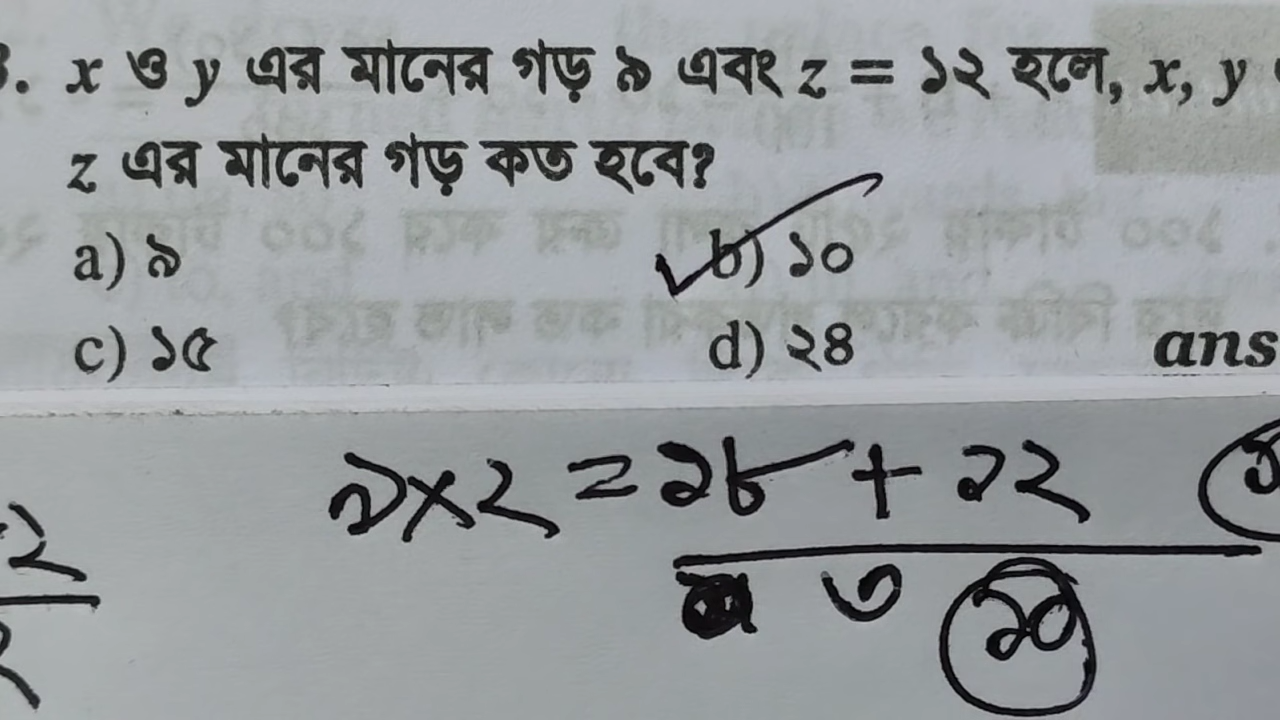 . x ও y এর মানের গড় ৯ এবং z = ১২ হলে, x, y
z এর মানের গড় কত হবে?
a) ৯ b) ১০
c) ১৫ d) ২৪ ans
৯×২ = ১৮ + ১২
৩ ১০
২